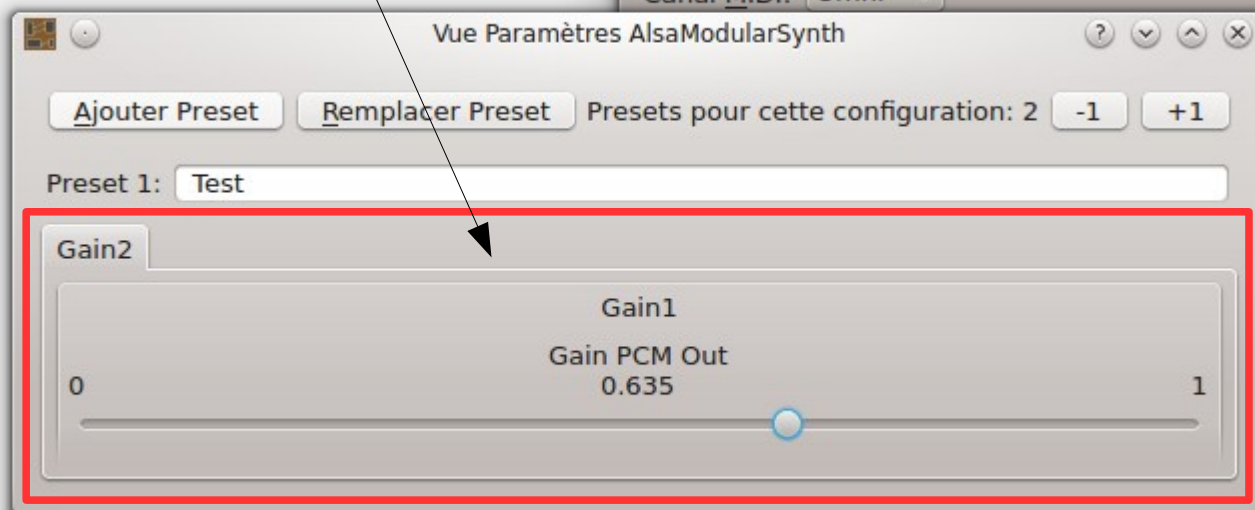 Vue Paramètres AlsaModularSynth
Ajouter Preset Remplacer Preset Presets pour cette configuration: 2 -1 +1
Preset 1: Test
Gain2
Gain1
Gain PCM Out
0 0.635 1